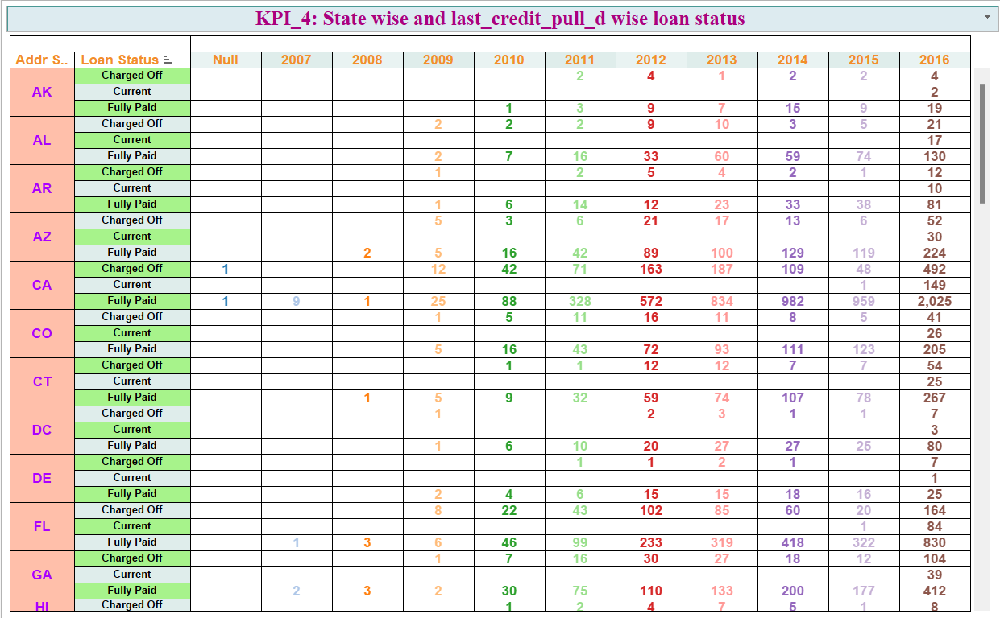 KPI_4: State wise and last_credit_pull_d wise loan status
Addr S.. Loan Status Null 2007 2008 2009 2010 2011 2012 2013 2014 2015 2016
AK Charged Off 2 4 1 2 2 4
Current 2
Fully Paid 1 3 9 7 15 9 19
AL Charged Off 2 2 2 9 10 3 5 21
Current 17
Fully Paid 2 7 16 33 60 59 74 130
AR Charged Off 1 2 5 4 2 1 12
Current 10
Fully Paid 1 6 14 12 23 33 38 81
AZ Charged Off 5 3 6 21 17 13 6 52
Current 30
Fully Paid 2 5 16 42 89 100 129 119 224
CA Charged Off 1 12 42 71 163 187 109 48 492
Current 1 149
Fully Paid 1 9 1 25 88 328 572 834 982 959 2,025
CO Charged Off 1 5 11 16 11 8 5 41
Current 26
Fully Paid 5 16 43 72 93 111 123 205
CT Charged Off 1 1 12 12 7 7 54
Current 25
Fully Paid 1 5 9 32 59 74 107 78 267
DC Charged Off 1 2 3 1 1 7
Current 3
Fully Paid 1 6 10 20 27 27 25 80
DE Charged Off 1 1 2 1 7
Current 1
Fully Paid 2 4 6 15 15 18 16 25
FL Charged Off 8 22 43 102 85 60 20 164
Current 1 84
Fully Paid 1 3 6 46 99 233 319 418 322 830
GA Charged Off 1 7 16 30 27 18 12 104
Current 39
Fully Paid 2 3 2 30 75 110 133 200 177 412
HI Charged Off 1 2 4 7 5 1 8